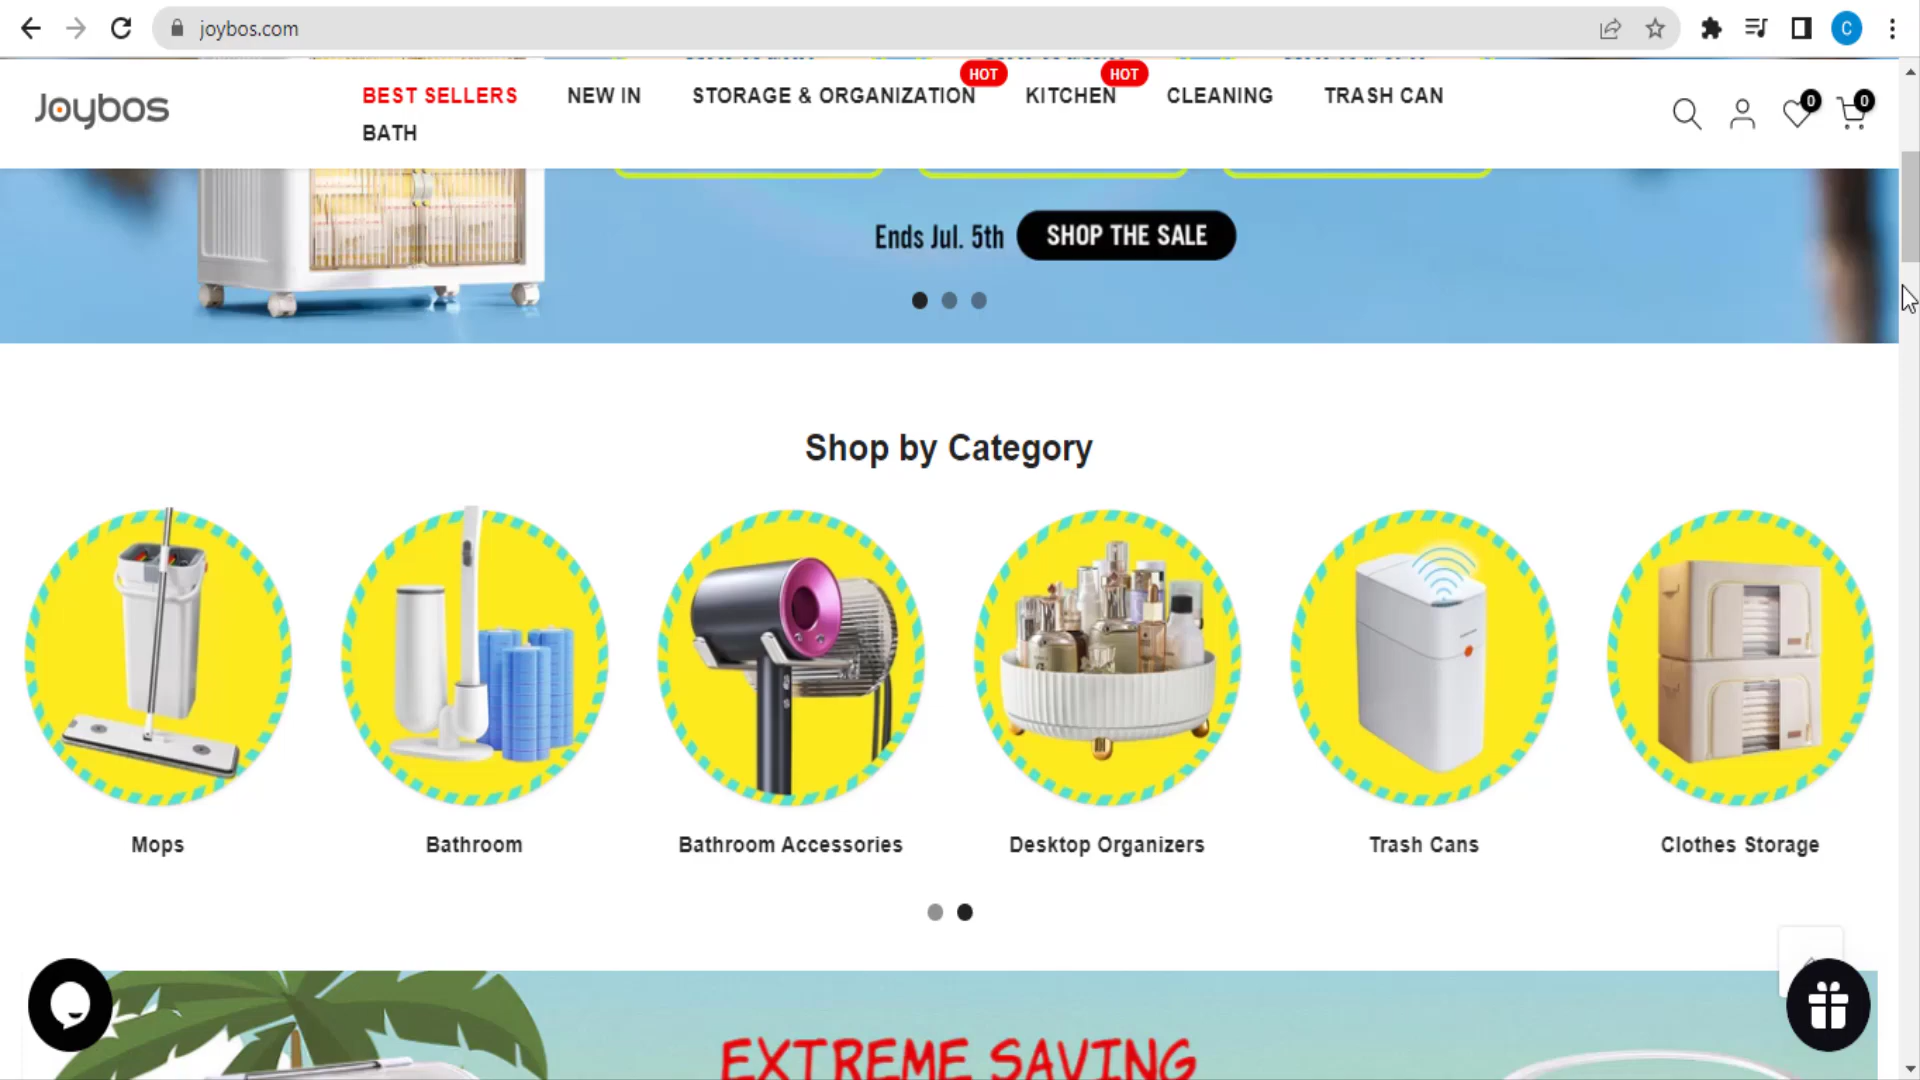 joybos.com
C
HOT
HOT
Joybos
BEST SELLERS
NEW IN
STORAGE & ORGANIZATION
KITCHEN
CLEANING
TRASH CAN
BATH
0
0
Ends Jul. 5th
SHOP THE SALE
Shop by Category
Mops
Bathroom
Bathroom Accessories
Desktop Organizers
Trash Cans
Clothes Storage
EXTREME SAVING